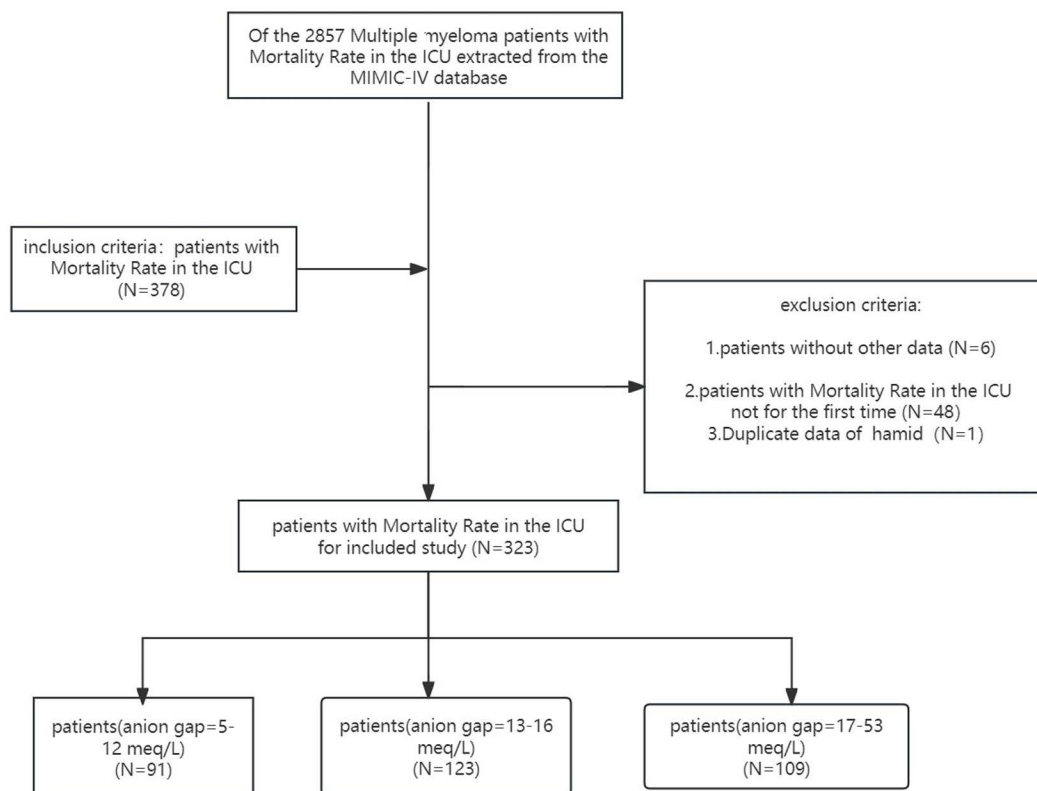 Of the 2857 Multiple myeloma patients with
Mortality Rate in the ICU extracted from the
MIMIC-IV database
inclusion criteria: patients with
Mortality Rate in the ICU
(N=378)
exclusion criteria:
1.patients without other data (N=6)
2.patients with Mortality Rate in the ICU
not for the first time (N=48)
3.Duplicate data of hamid (N=1)
patients with Mortality Rate in the ICU
for included study (N=323)
patients(anion gap=5-
12 meq/L)
(N=91)
patients(anion gap=13-16
meq/L)
(N=123)
patients(anion gap=17-53
meq/L)
(N=109)